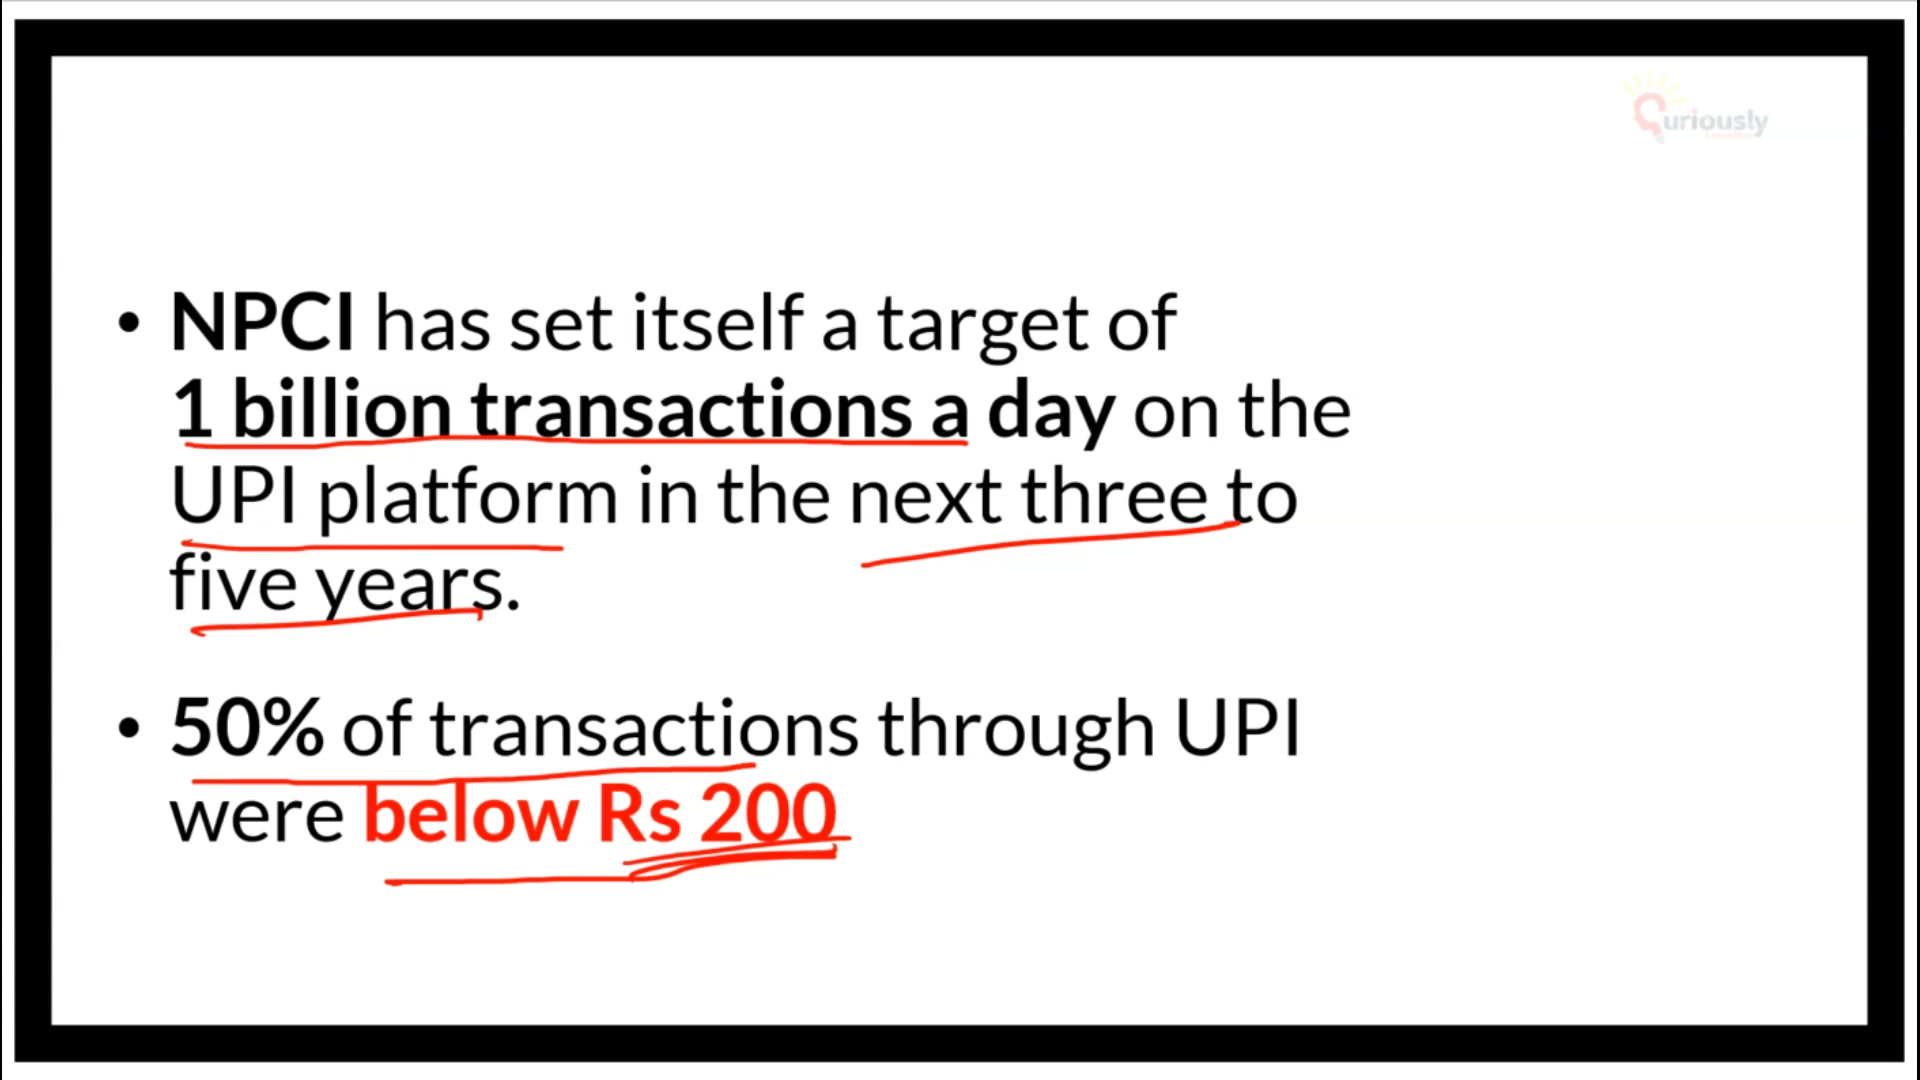 Curiously
• NPCI has set itself a target of
1 billion transactions a day on the
UPI platform in the next three to
five years.
• 50% of transactions through UPI
were below Rs 200